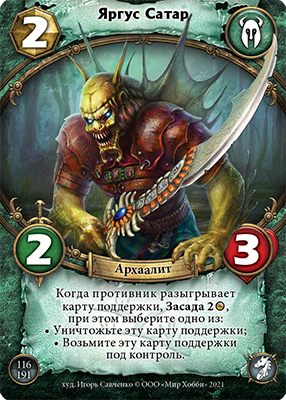 Яргус Сатар
2
2
3
Архаалит
Когда противник разыгрывает
карту поддержки, Засада 2 ,
при этом выберите одно из:
• Уничтожьте эту карту поддержки;
• Возьмите эту карту поддержки
под контроль.
116
191
худ. Игорь Савченко © ООО «Мир Хобби» 2021